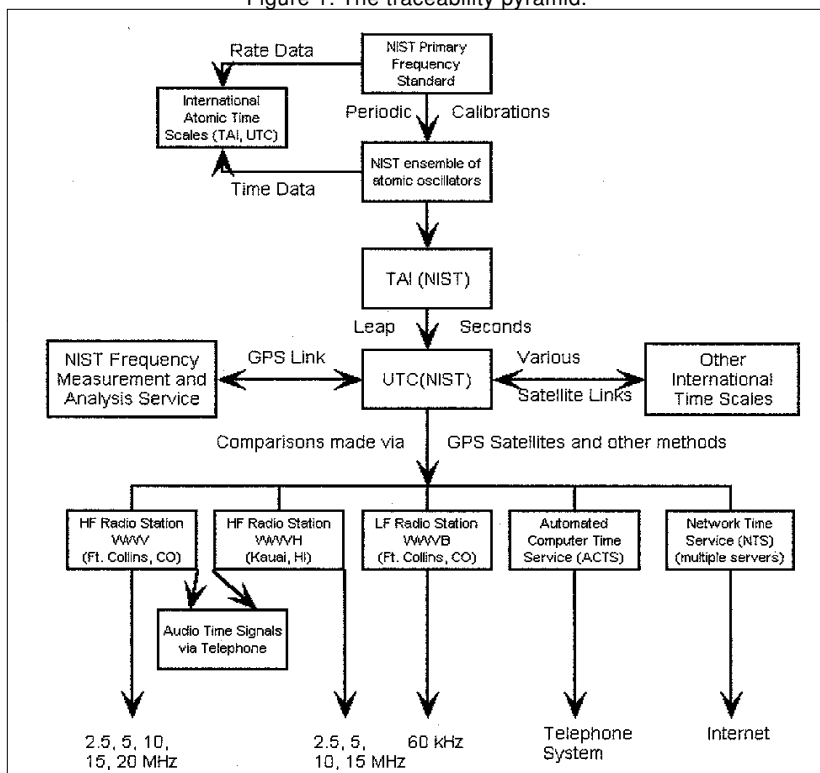 Figure 1. The traceability pyramid.
Rate Data
NIST Primary
Frequency
Standard
International
Atomic Time
Scales (TAI, UTC)
Periodic Calibrations
Time Data
NIST ensemble of
atomic oscillators
TAI (NIST)
Leap Seconds
NIST Frequency
Measurement and
Analysis Service
GPS Link
UTC(NIST)
Various
Satellite Links
Other
International
Time Scales
Comparisons made via GPS Satellites and other methods
HF Radio Station
WWV
(Ft. Collins, CO)
HF Radio Station
WWVH
(Kauai, HI)
LF Radio Station
WWVB
(Ft. Collins, CO)
Automated
Computer Time
Service (ACTS)
Network Time
Service (NTS)
(multiple servers)
Audio Time Signals
via Telephone
2.5, 5, 10,
15, 20 MHz
2.5, 5,
10, 15 MHz
60 kHz
Telephone
System
Internet